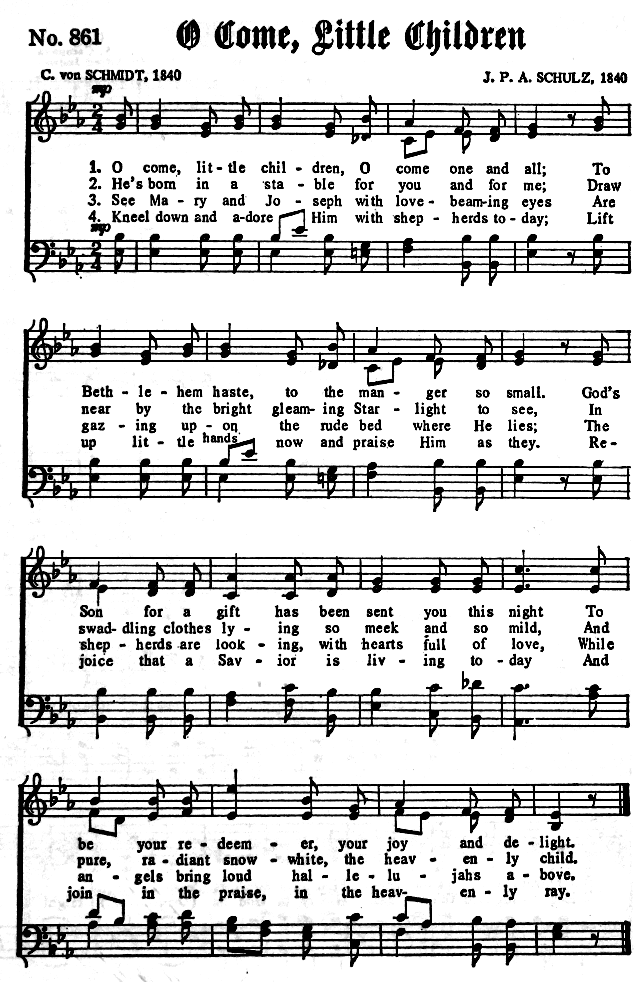 No. 861 O Come, Little Children
C. von SCHMIDT, 1840 J. P. A. SCHULZ, 1840
mp
1. O come, lit - tle chil - dren, O come one and all; To
2. He's born in a sta - ble for you and for me; Draw
3. See Ma - ry and Jo - seph with love - beam-ing eyes Are
4. Kneel down and a-dore Him with shep - herds to-day; Lift
mp
Beth - le - hem haste, to the man - ger so small. God's
near by the bright gleam-ing Star - light to see, In
gaz - ing up - on the rude bed where He lies; The
up lit - tle hands now and praise Him as they. Re-
Son for a gift has been sent you this night To
swad-dling clothes ly - ing so meek and so mild, And
shep - herds are look - ing, with hearts full of love, While
joice that a Sav - ior is liv - ing to - day And
be your re - deem - er, your joy and de - light.
pure, ra - diant snow - white, the heav - en - ly child.
an - gels bring loud hal - le - lu - jahs a - bove.
join in the praise, in the heav - en - ly ray.